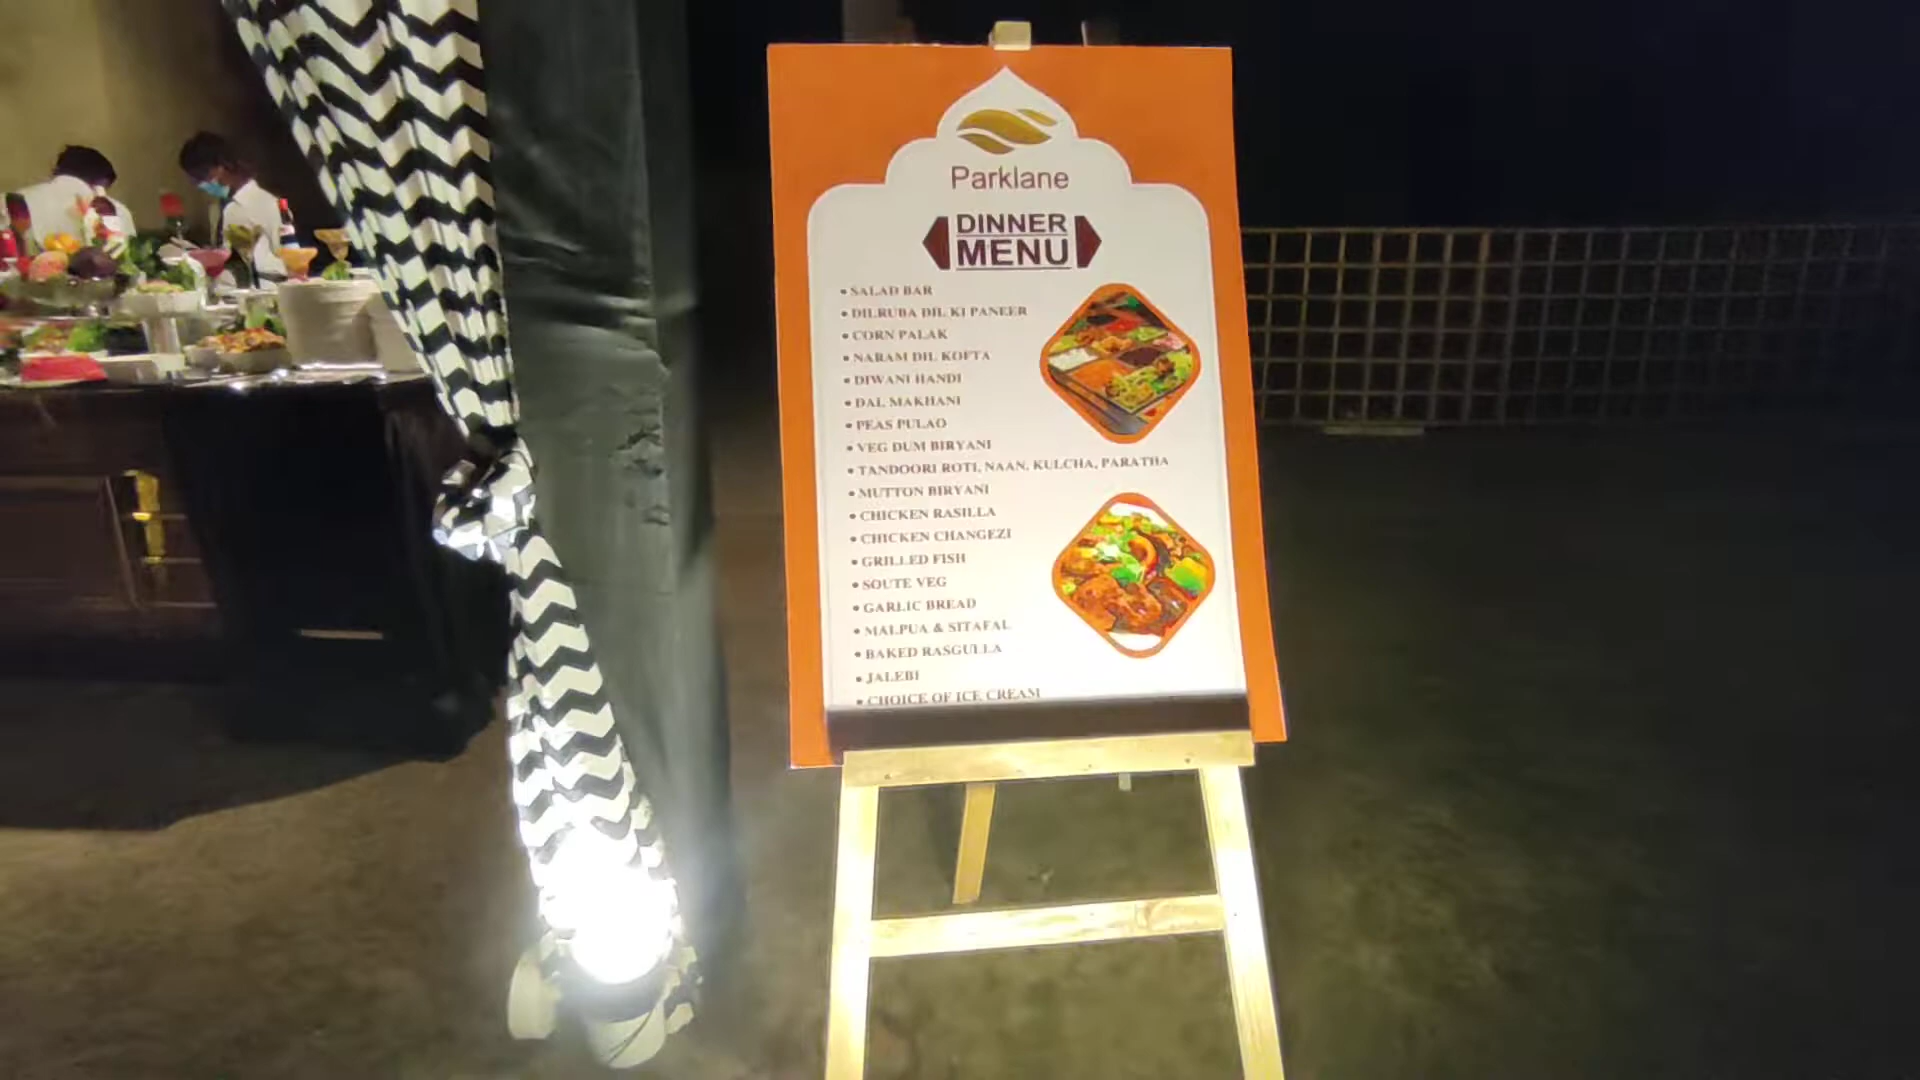 Parklane
DINNER
MENU
• SALAD BAR
• DILRUBA DIL KI PANEER
• CORN PALAK
• NARAM DIL KOFTA
• DIWANI HANDI
• DAL MAKHANI
• PEAS PULAO
• VEG DUM BIRYANI
• TANDOORI ROTI, NAAN, KULCHA, PARATHA
• MUTTON BIRYANI
• CHICKEN RASILLA
• CHICKEN CHANGEZI
• GRILLED FISH
• SOUTE VEG
• GARLIC BREAD
• MALPUA & SITAFAL
• BAKED RASGULLA
• JALEBI
• CHOICE OF ICE CREAM